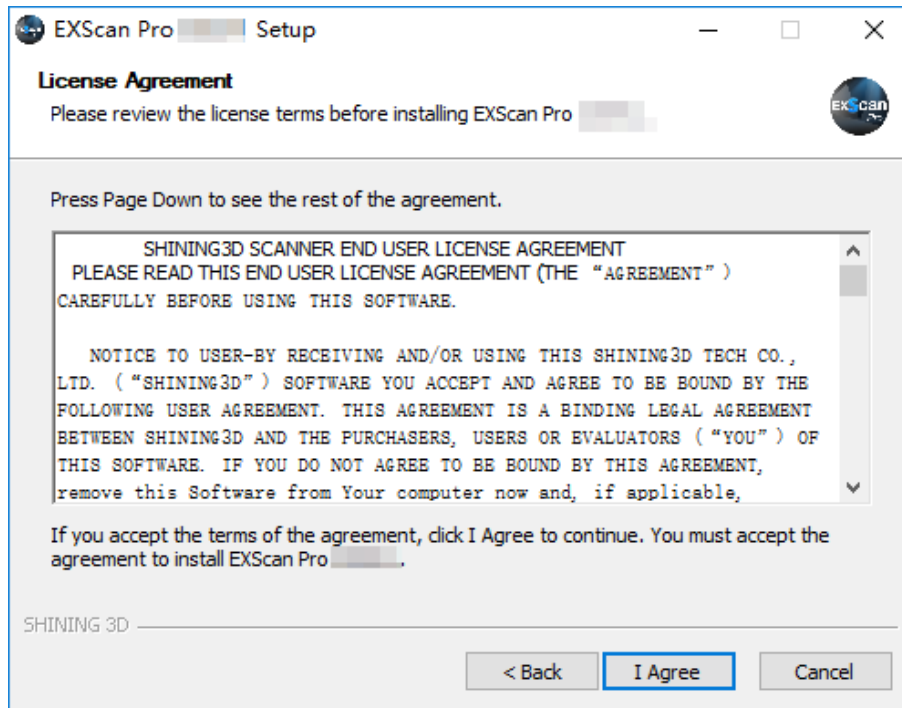 EXScan Pro Setup
License Agreement
Please review the license terms before installing EXScan Pro
EXScan
Pro
Press Page Down to see the rest of the agreement.
SHINING3D SCANNER END USER LICENSE AGREEMENT
PLEASE READ THIS END USER LICENSE AGREEMENT (THE “AGREEMENT”)
CAREFULLY BEFORE USING THIS SOFTWARE.
NOTICE TO USER-BY RECEIVING AND/OR USING THIS SHINING3D TECH CO.,
LTD. (“SHINING3D”) SOFTWARE YOU ACCEPT AND AGREE TO BE BOUND BY THE
FOLLOWING USER AGREEMENT. THIS AGREEMENT IS A BINDING LEGAL AGREEMENT
BETWEEN SHINING3D AND THE PURCHASERS, USERS OR EVALUATORS (“YOU”) OF
THIS SOFTWARE. IF YOU DO NOT AGREE TO BE BOUND BY THIS AGREEMENT,
remove this Software from Your computer now and, if applicable,
If you accept the terms of the agreement, click I Agree to continue. You must accept the
agreement to install EXScan Pro .
SHINING 3D
< Back I Agree Cancel